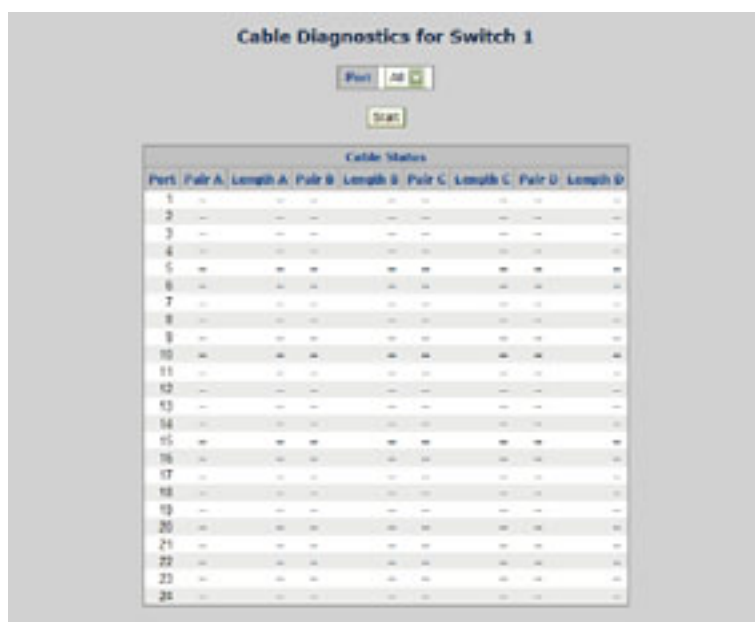 Cable Diagnostics for Switch 1
Port All
Start
Cable Status
Port Pair A Length A Pair B Length B Pair C Length C Pair D Length D
1 -- -- -- -- -- -- -- --
2 -- -- -- -- -- -- -- --
3 -- -- -- -- -- -- -- --
4 -- -- -- -- -- -- -- --
5 -- -- -- -- -- -- -- --
6 -- -- -- -- -- -- -- --
7 -- -- -- -- -- -- -- --
8 -- -- -- -- -- -- -- --
9 -- -- -- -- -- -- -- --
10 -- -- -- -- -- -- -- --
11 -- -- -- -- -- -- -- --
12 -- -- -- -- -- -- -- --
13 -- -- -- -- -- -- -- --
14 -- -- -- -- -- -- -- --
15 -- -- -- -- -- -- -- --
16 -- -- -- -- -- -- -- --
17 -- -- -- -- -- -- -- --
18 -- -- -- -- -- -- -- --
19 -- -- -- -- -- -- -- --
20 -- -- -- -- -- -- -- --
21 -- -- -- -- -- -- -- --
22 -- -- -- -- -- -- -- --
23 -- -- -- -- -- -- -- --
24 -- -- -- -- -- -- -- --